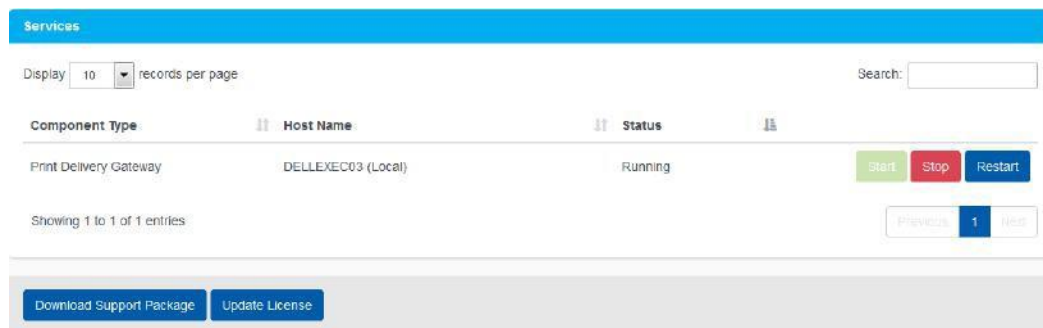 Services
Display 10 records per page Search:
Component Type Host Name Status
Print Delivery Gateway DELLEXEC03 (Local) Running Start Stop Restart
Showing 1 to 1 of 1 entries Previous 1 Next
Download Support Package Update License